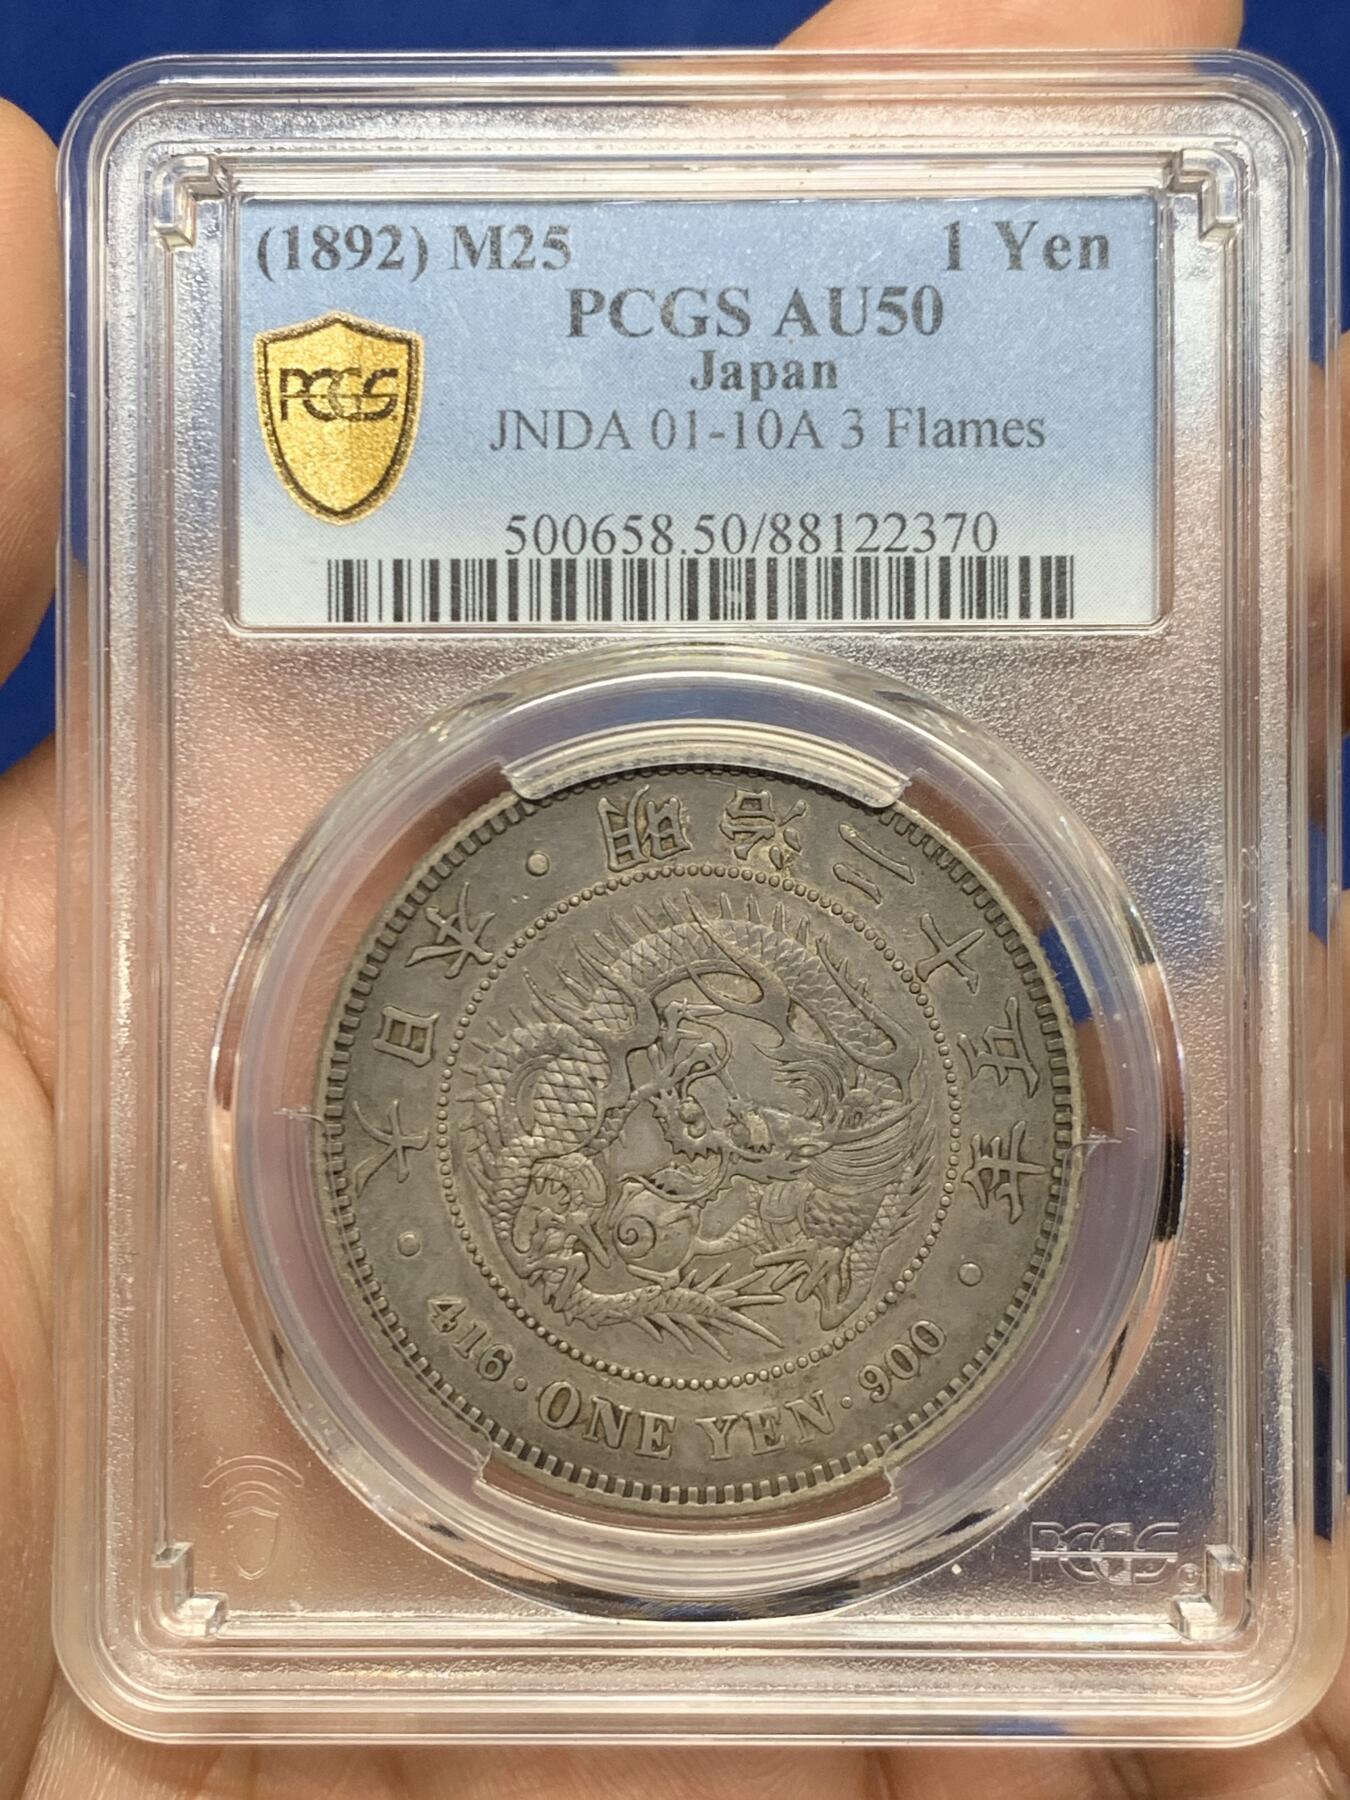 (1892) M25 1 Yen
PCGS AU50
Japan
PCGS
JNDA 01-10A 3 Flames
500658.50/88122370
大日本 · 明治二十五年 ·
416 · ONE YEN · 900
PCGS